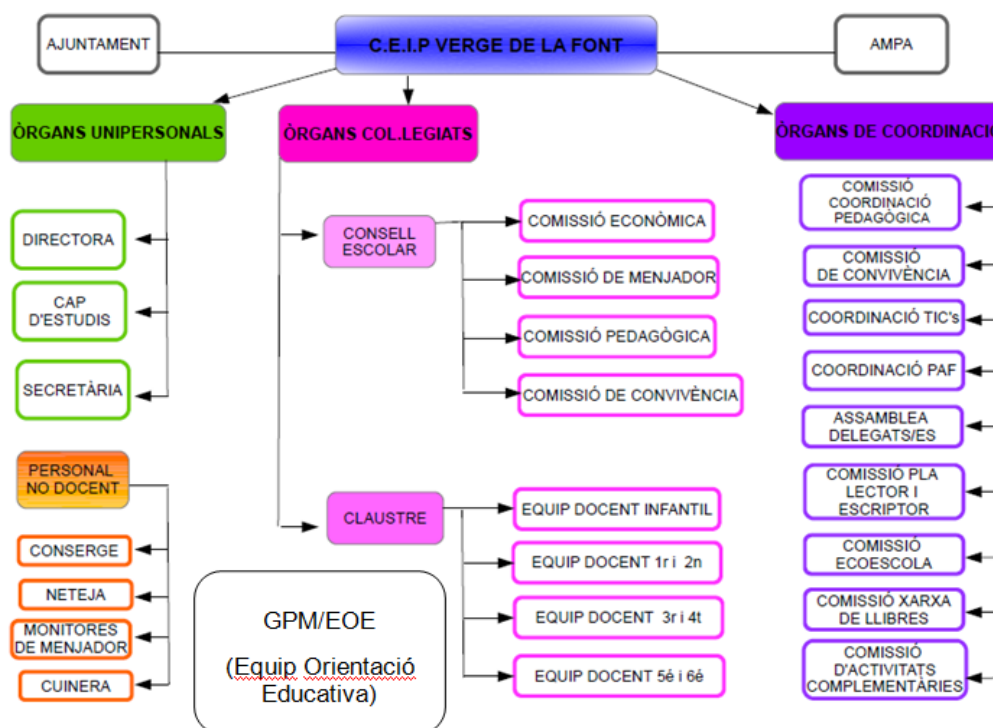 AJUNTAMENT
C.E.I.P VERGE DE LA FONT
AMPA
ÒRGANS UNIPERSONALS
DIRECTORA
CAP
D'ESTUDIS
SECRETÀRIA
PERSONAL
NO DOCENT
CONSERGE
NETEJA
MONITORES
DE MENJADOR
CUINERA
ÒRGANS COL.LEGIATS
CONSELL
ESCOLAR
COMISSIÓ ECONÒMICA
COMISSIÓ DE MENJADOR
COMISSIÓ PEDAGÒGICA
COMISSIÓ DE CONVIVÈNCIA
CLAUSTRE
EQUIP DOCENT INFANTIL
EQUIP DOCENT 1r i 2n
EQUIP DOCENT 3r i 4t
EQUIP DOCENT 5é i 6é
GPM/EOE
(Equip Orientació
Educativa)
ÒRGANS DE COORDINACIÓ
COMISSIÓ
COORDINACIÓ
PEDAGÒGICA
COMISSIÓ
DE CONVIVÈNCIA
COORDINACIÓ TIC's
COORDINACIÓ PAF
ASSAMBLEA
DELEGATS/ES
COMISSIÓ PLA
LECTOR I
ESCRIPTOR
COMISSIÓ
ECOESCOLA
COMISSIÓ XARXA
DE LLIBRES
COMISSIÓ
D'ACTIVITATS
COMPLEMENTÀRIES